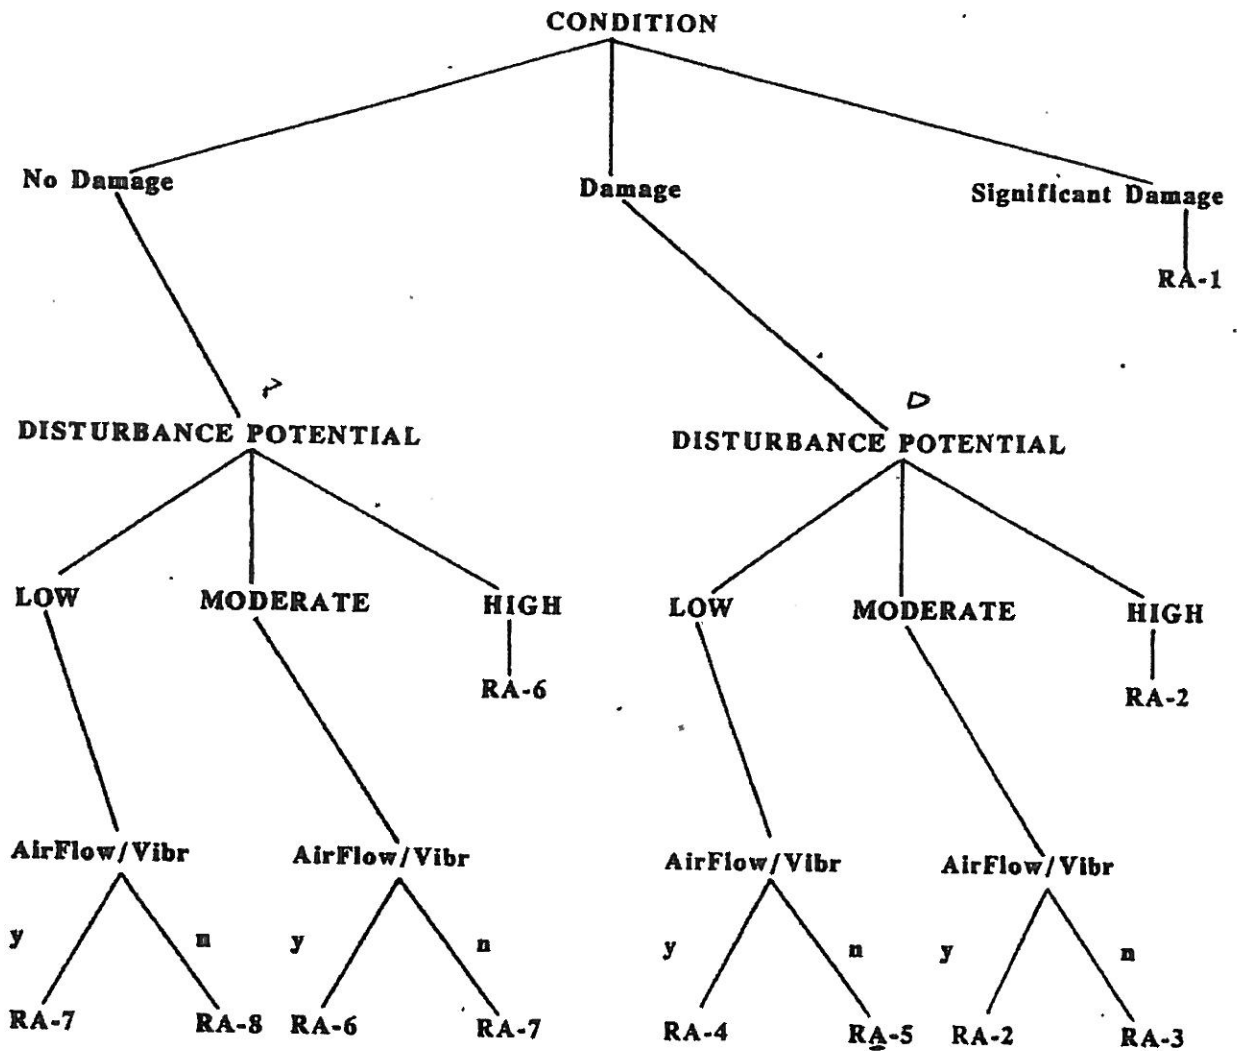 CONDITION
No Damage
Damage
Significant Damage
RA-1
DISTURBANCE POTENTIAL
D
DISTURBANCE POTENTIAL
LOW
MODERATE
HIGH
RA-6
LOW
MODERATE
HIGH
RA-2
AirFlow/Vibr
AirFlow/Vibr
AirFlow/Vibr
AirFlow/Vibr
y
n
y
n
y
n
y
n
RA-7
RA-8
RA-6
RA-7
RA-4
RA-5
RA-2
RA-3